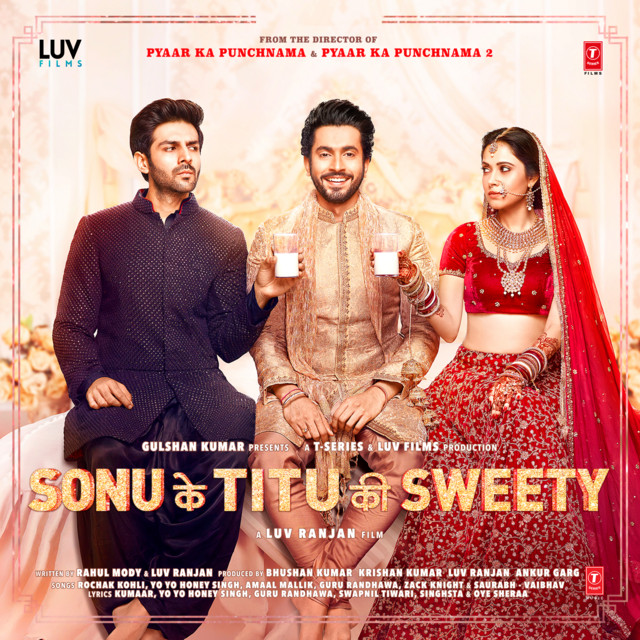 LUV
FILMS
FROM THE DIRECTOR OF
PYAAR KA PUNCHNAMA & PYAAR KA PUNCHNAMA 2
T
T-SERIES
FILMS
GULSHAN KUMAR PRESENTS A T-SERIES & LUV FILMS PRODUCTION
SONU के TITU की SWEETY
A LUV RANJAN FILM
WRITTEN BY RAHUL MODY & LUV RANJAN PRODUCED BY BHUSHAN KUMAR KRISHAN KUMAR LUV RANJAN ANKUR GARG
SONGS ROCHAK KOHLI, YO YO HONEY SINGH, AMAAL MALLIK, GURU RANDHAWA, ZACK KNIGHT & SAURABH - VAIBHAV
LYRICS KUMAAR, YO YO HONEY SINGH, GURU RANDHAWA, SWAPNIL TIWARI, SINGHSTA & OYE SHERAA
T
T-SERIES